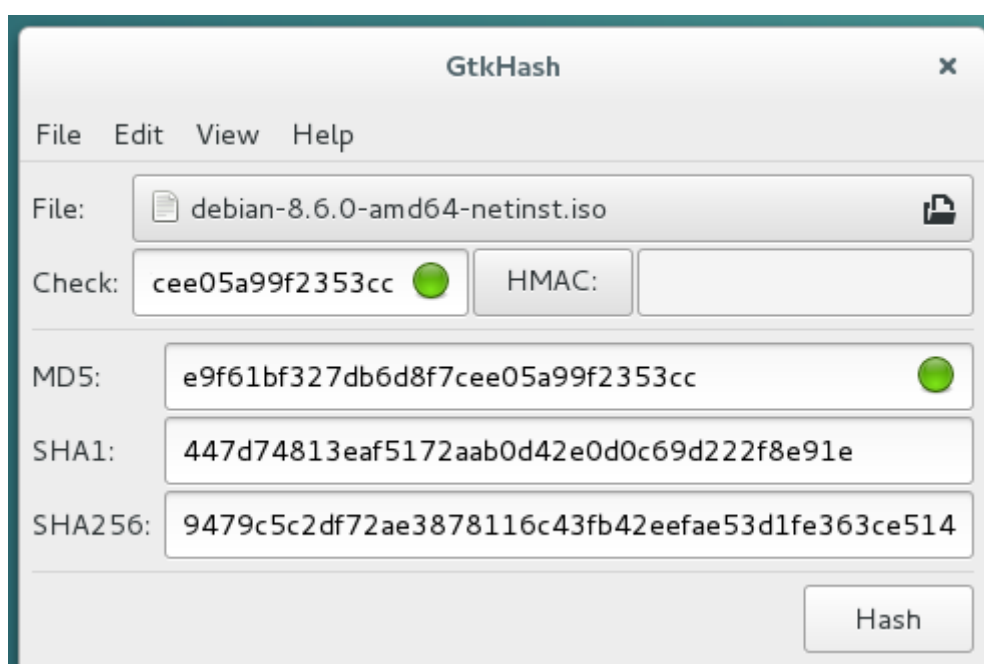 GtkHash
File Edit View Help
File: debian-8.6.0-amd64-netinst.iso
Check: cee05a99f2353cc HMAC:
MD5: e9f61bf327db6d8f7cee05a99f2353cc
SHA1: 447d74813eaf5172aab0d42e0d0c69d222f8e91e
SHA256: 9479c5c2df72ae3878116c43fb42eefae53d1fe363ce514
Hash